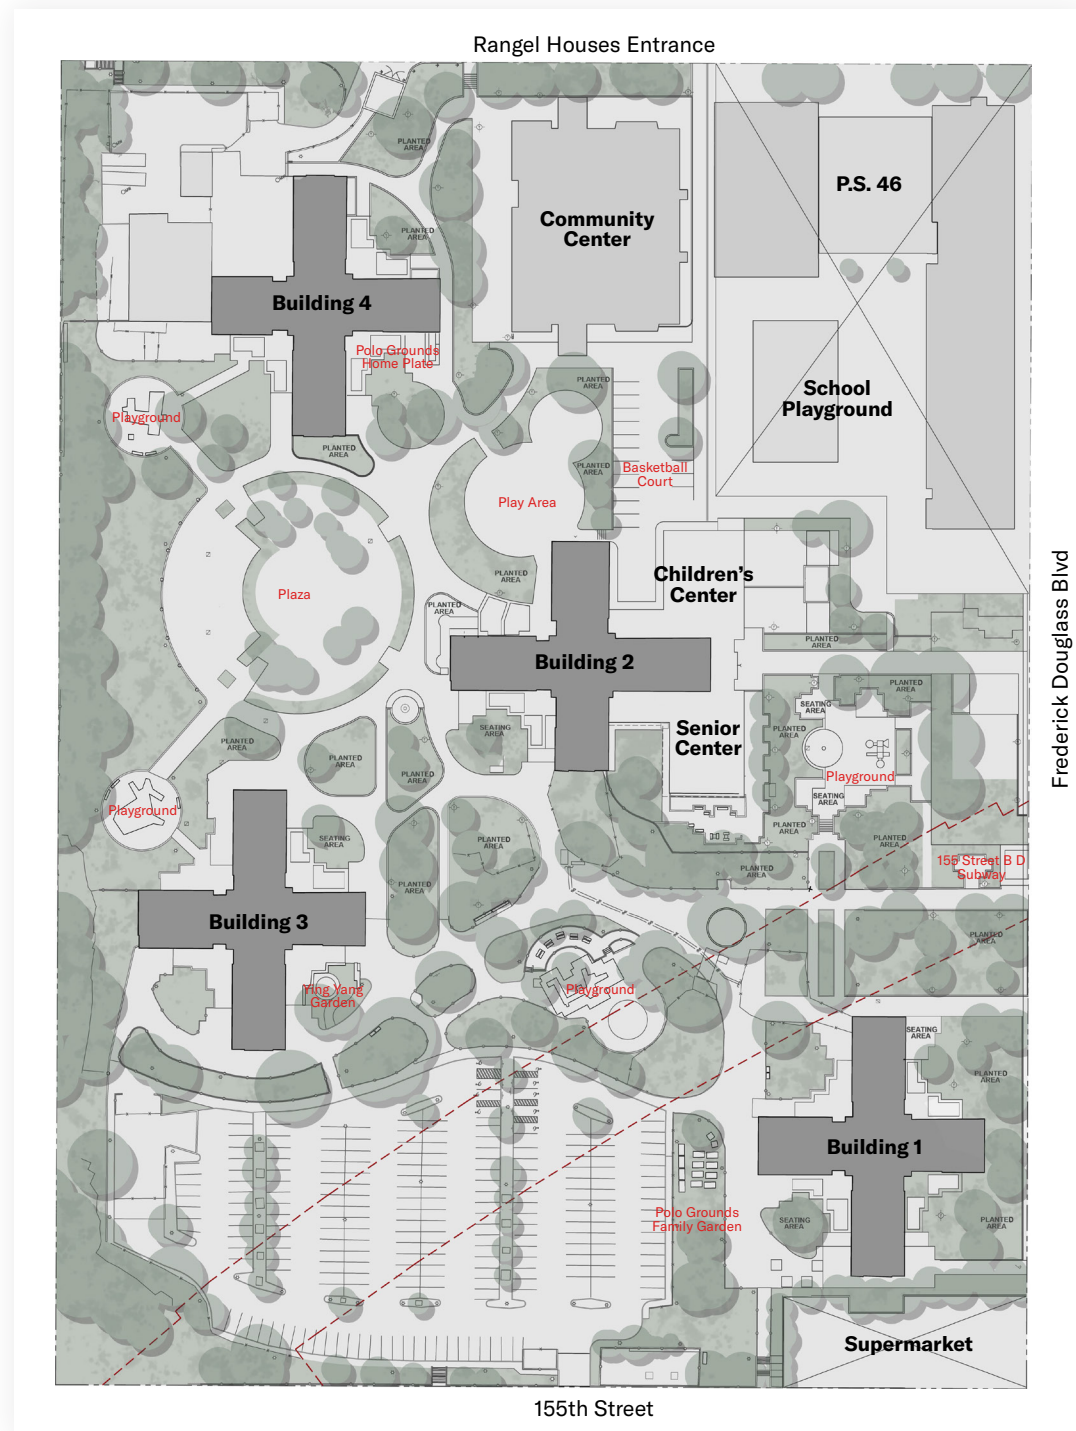 Rangel Houses Entrance
PLANTED
AREA
P.S. 46
Community
Center
PLANTED
AREA
Building 4
Polo Grounds
Home Plate
PLANTED
AREA
School
Playground
Playground
PLANTED
AREA
PLANTED
AREA
Basketball
Court
Play Area
Children's
Center
PLANTED
AREA
Plaza
PLANTED
AREA
PLANTED
AREA
Building 2
Frederick Douglass Blvd
PLANTED
AREA
SEATING
AREA
SEATING
AREA
PLANTED
AREA
Senior
Center
PLANTED
AREA
PLANTED
AREA
PLANTED
AREA
Playground
SEATING
AREA
Playground
PLANTED
AREA
PLANTED
AREA
SEATING
AREA
PLANTED
AREA
155 Street B D
Subway
PLANTED
AREA
PLANTED
AREA
Building 3
PLANTED
AREA
Ying Yang
Garden
Playground
SEATING
AREA
PLANTED
AREA
Building 1
Polo Grounds
Family Garden
SEATING
AREA
PLANTED
AREA
Supermarket
155th Street